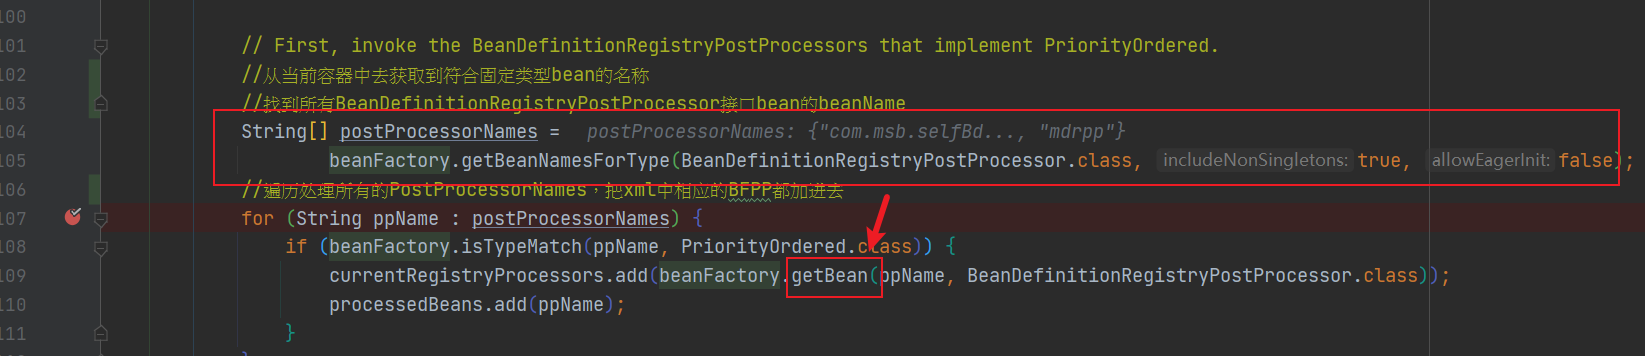 100
101 // First, invoke the BeanDefinitionRegistryPostProcessors that implement PriorityOrdered.
102 //从当前容器中去获取到符合固定类型bean的名称
103 //找到所有BeanDefinitionRegistryPostProcessor接口bean的beanName
104 String[] postProcessorNames = postProcessorNames: {"com.msb.selfBd..., "mdrpp"}
105 beanFactory.getBeanNamesForType(BeanDefinitionRegistryPostProcessor.class, includeNonSingletons: true, allowEagerInit: false);
106 //遍历处理所有的PostProcessorNames，把xml中相应的BFPP都加进去
107 for (String ppName : postProcessorNames) {
108 if (beanFactory.isTypeMatch(ppName, PriorityOrdered.class)) {
109 currentRegistryProcessors.add(beanFactory.getBean(ppName, BeanDefinitionRegistryPostProcessor.class));
110 processedBeans.add(ppName);
111 }